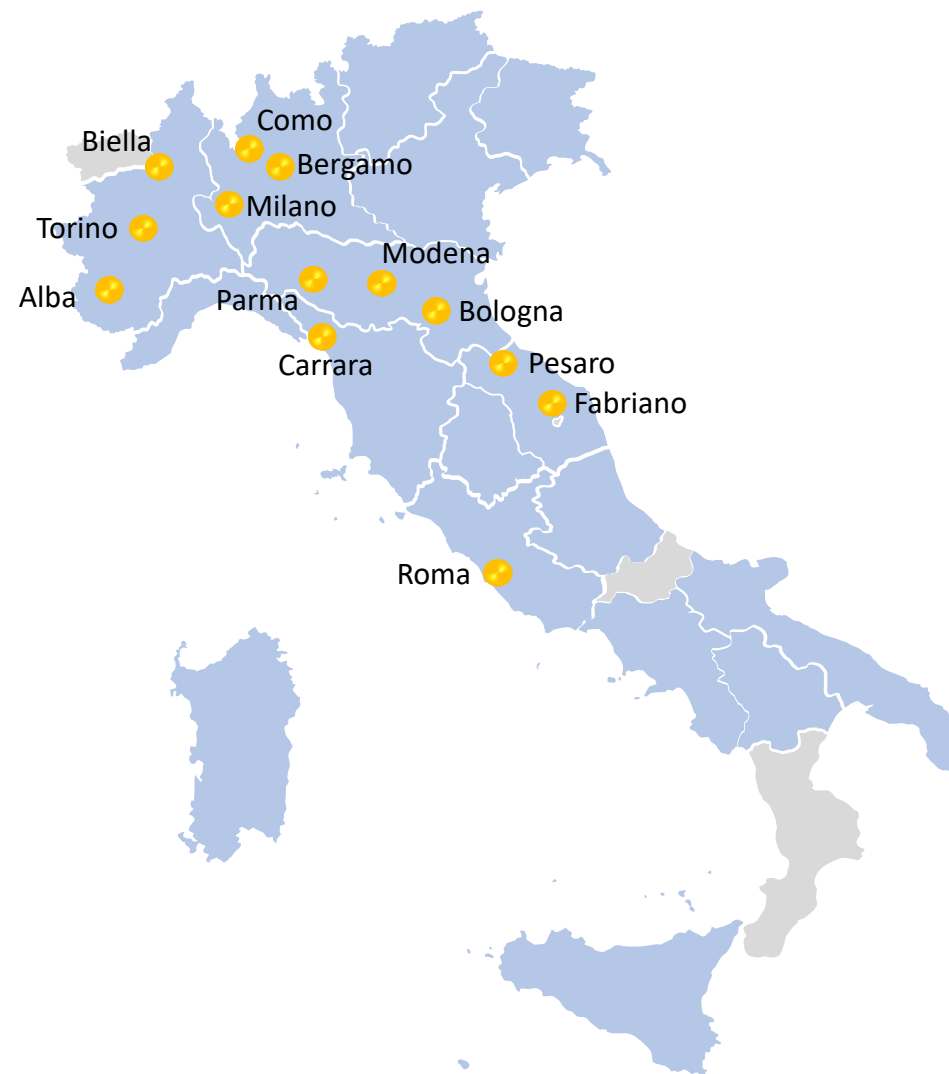 Como
Biella
Bergamo
Milano
Torino
Modena
Alba
Parma
Bologna
Carrara
Pesaro
Fabriano
Roma